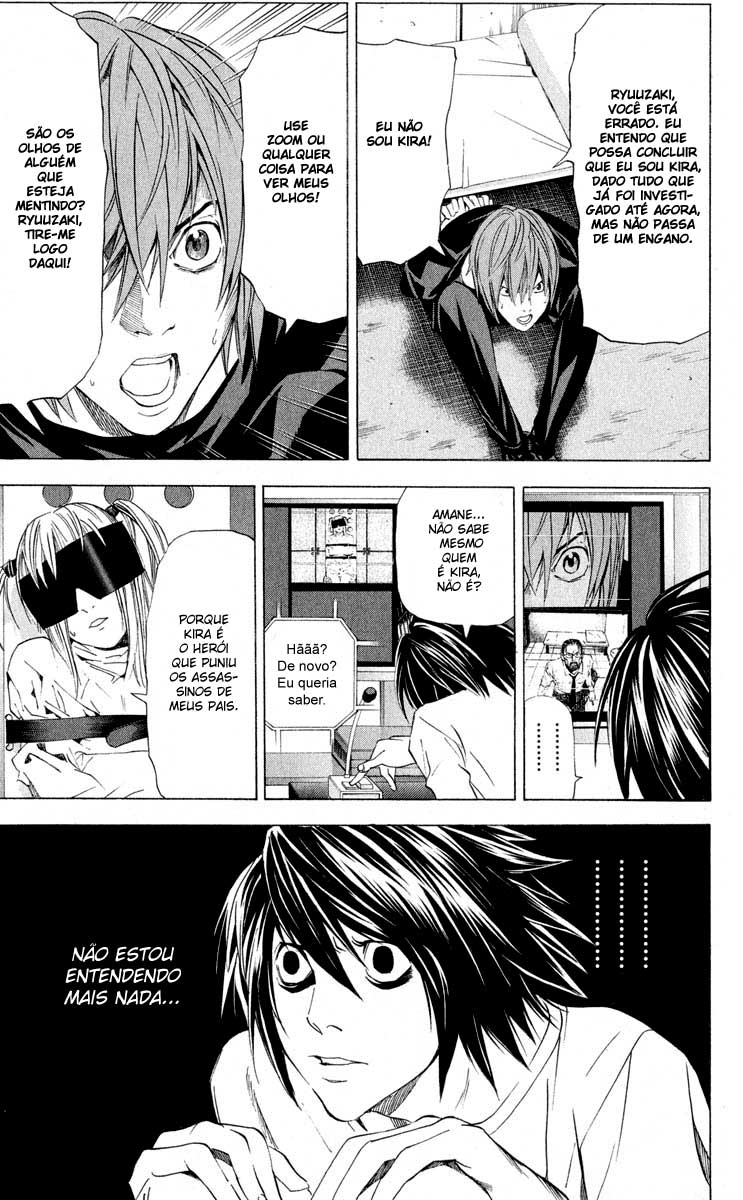 RYUUZAKI,
VOCÊ ESTÁ
ERRADO. EU
ENTENDO QUE
POSSA CONCLUIR
QUE EU SOU KIRA,
DADO TUDO QUE
JÁ FOI INVESTI-
GADO ATÉ AGORA,
MAS NÃO PASSA
DE UM ENGANO.
EU NÃO
SOU KIRA!
USE
ZOOM OU
QUALQUER
COISA PARA
VER MEUS
OLHOS!
SÃO OS
OLHOS DE
ALGUÉM
QUE
ESTEJA
MENTINDO?
RYUUZAKI,
TIRE-ME
LOGO
DAQUI!
AMANE...
NÃO SABE
MESMO
QUEM
É KIRA,
NÃO É?
Hããã?
De novo?
Eu queria
saber.
PORQUE
KIRA É
O HERÓI
QUE PUNIU
OS ASSAS-
SINOS DE
MEUS PAIS.
NÃO ESTOU
ENTENDENDO
MAIS NADA...